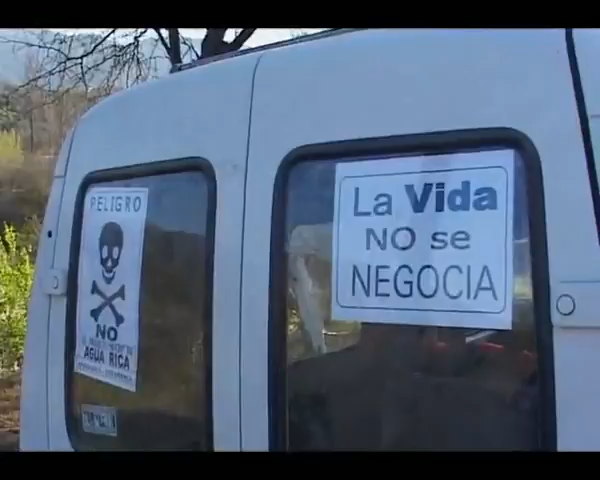 PELIGRO
NO
AGUA RICA
La Vida
NO se
NEGOCIA